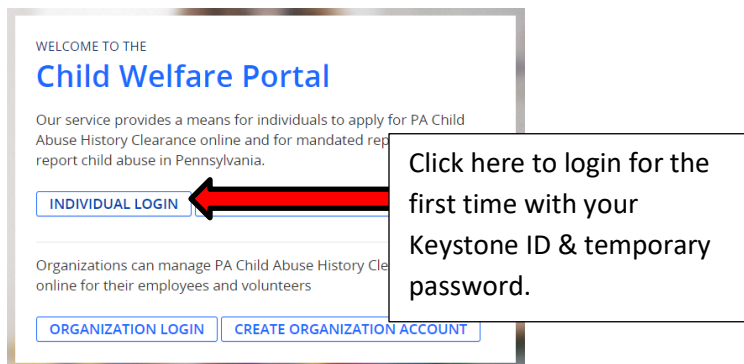 WELCOME TO THE
Child Welfare Portal
Our service provides a means for individuals to apply for PA Child
Abuse History Clearance online and for mandated
report child abuse in Pennsylvania.
INDIVIDUAL LOGIN
Click here to login for the
first time with your
Keystone ID & temporary
password.
Organizations can manage PA Child Abuse History
online for their employees and volunteers
ORGANIZATION LOGIN
CREATE ORGANIZATION ACCOUNT